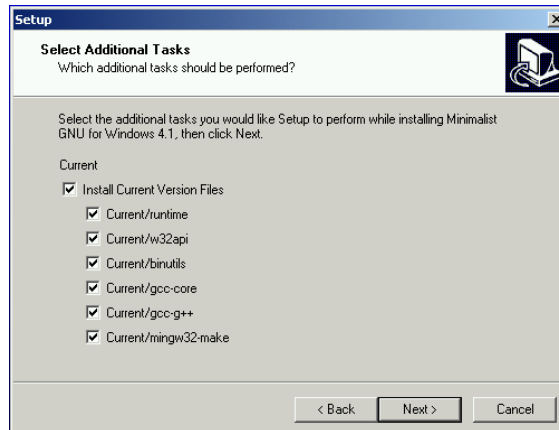 Setup
Select Additional Tasks
Which additional tasks should be performed?
Select the additional tasks you would like Setup to perform while installing Minimalist
GNU for Windows 4.1, then click Next.
Current
Install Current Version Files
Current/runtime
Current/w32api
Current/binutils
Current/gcc-core
Current/gcc-g++
Current/mingw32-make
< Back
Next >
Cancel